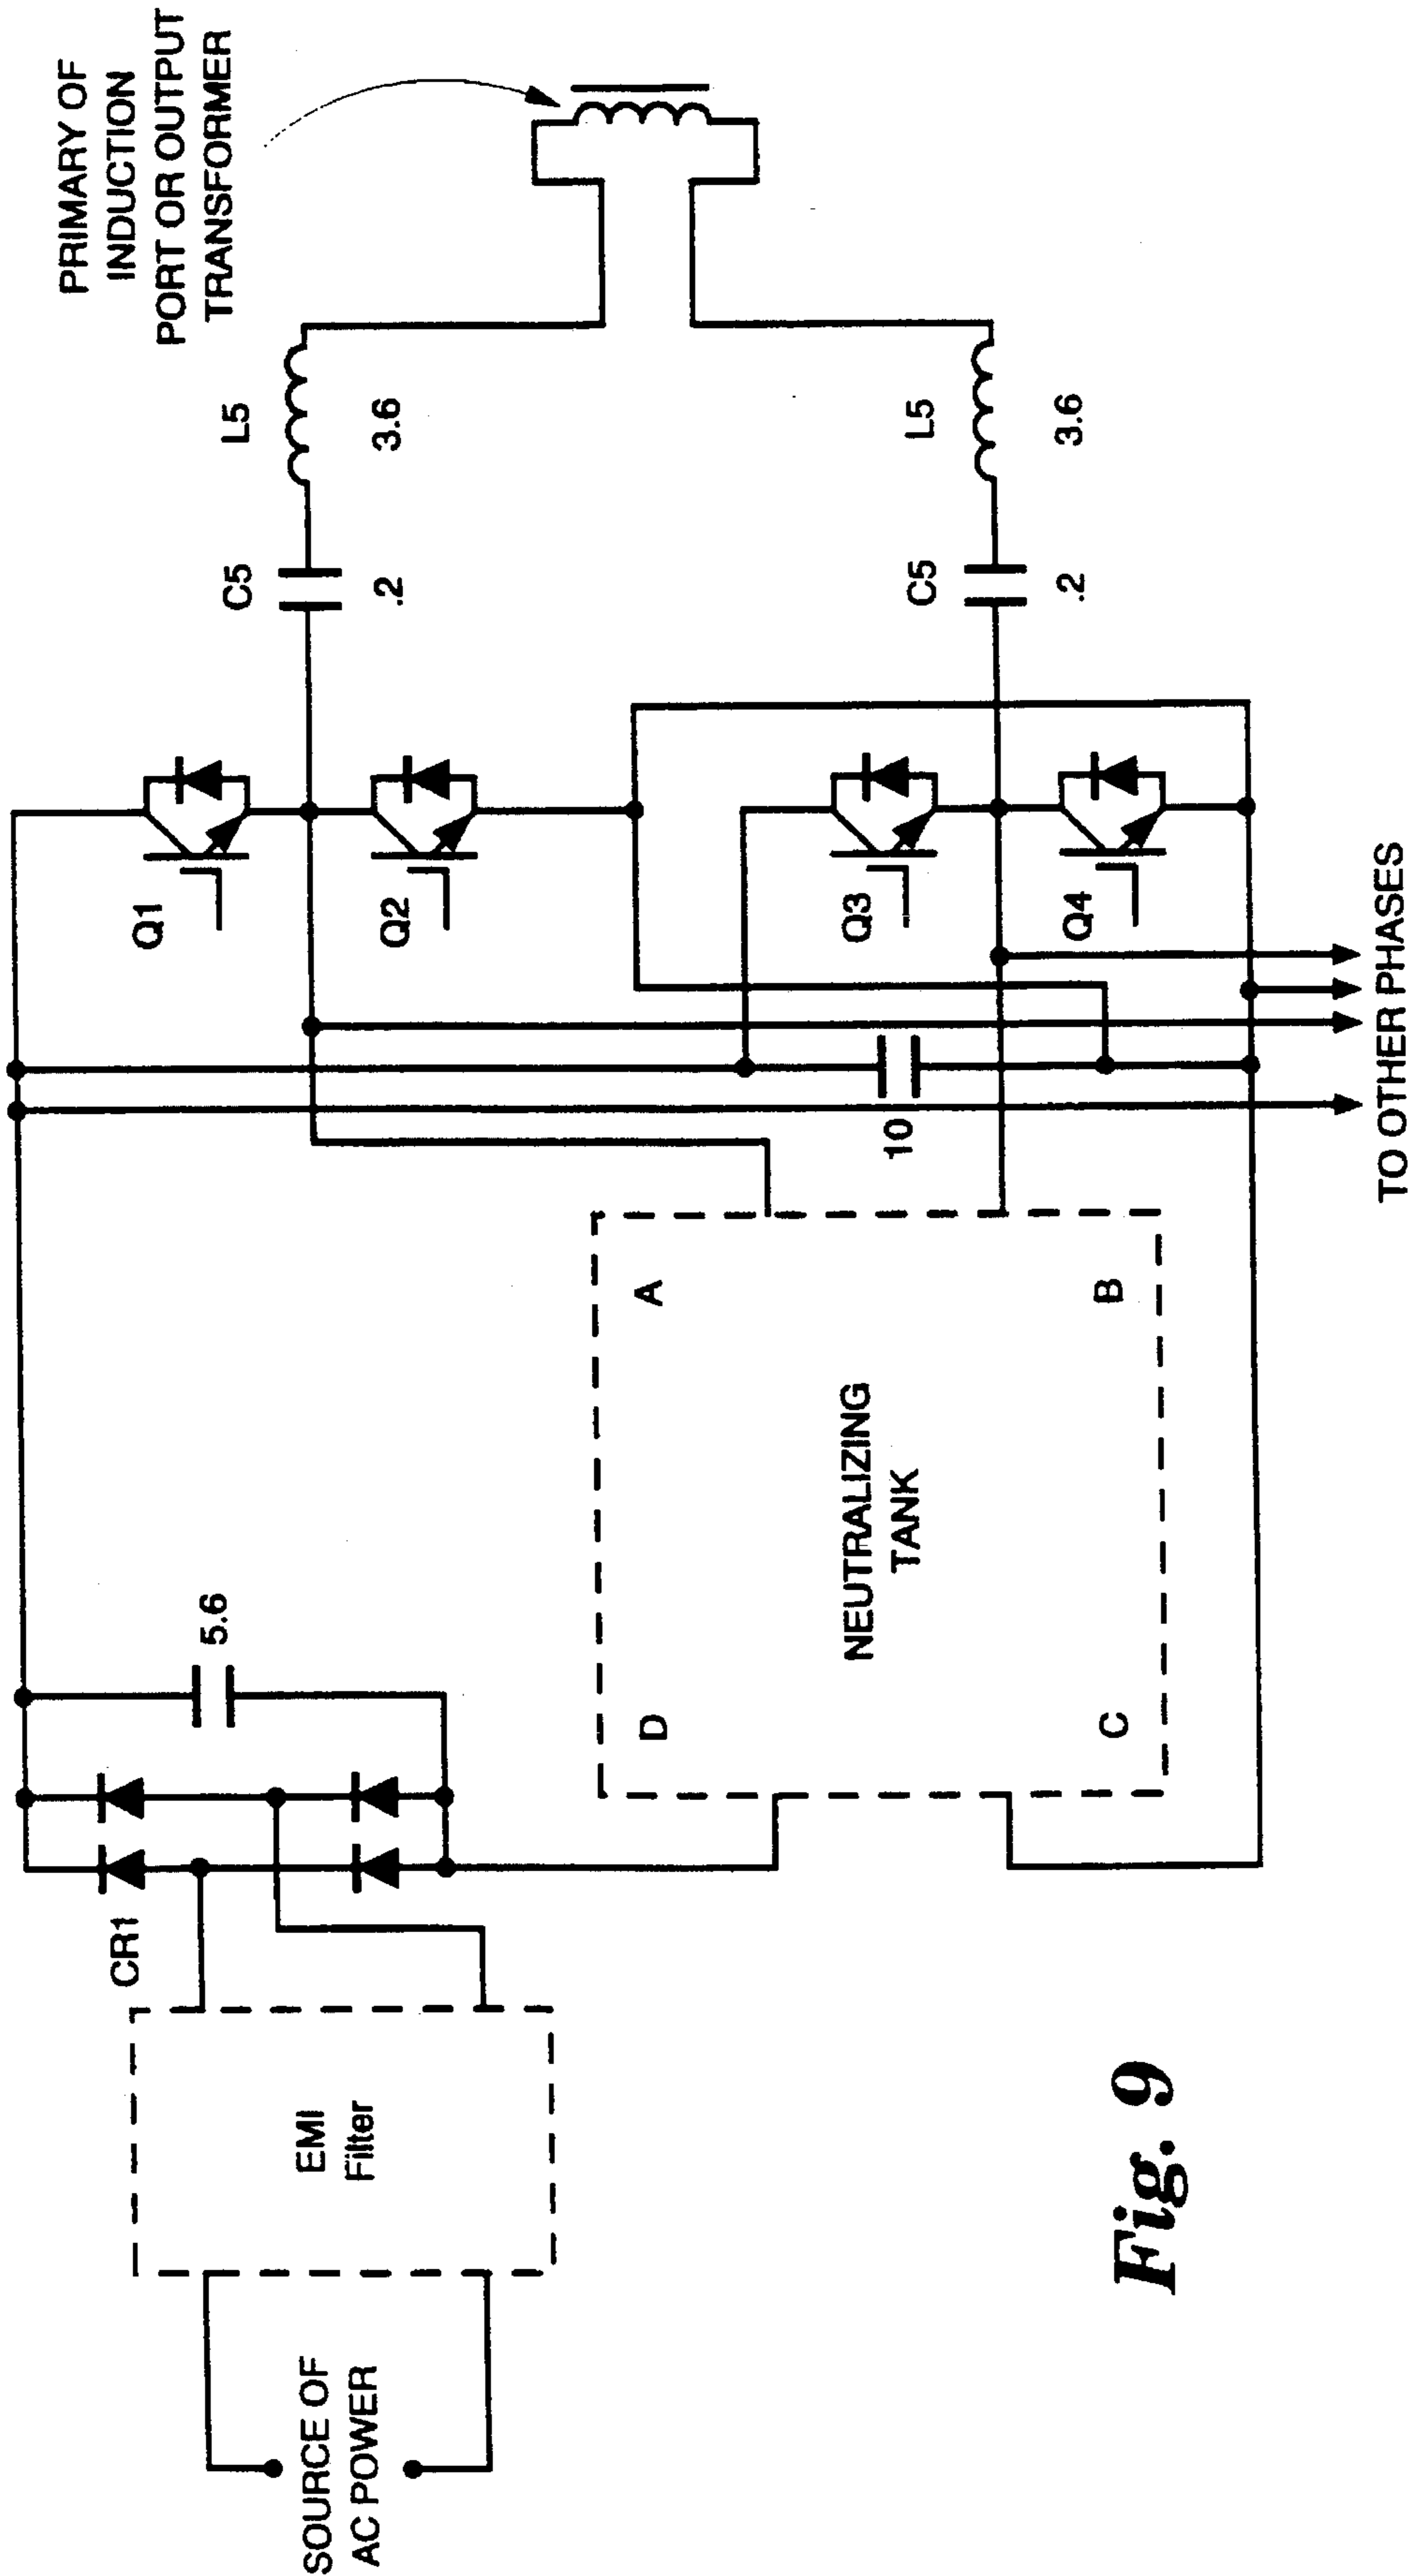 PRIMARY OF
INDUCTION
PORT OR OUTPUT
TRANSFORMER
L5
3.6
L5
3.6
C5
.2
C5
.2
Q1
Q2
Q3
Q4
10
TO OTHER PHASES
A
B
NEUTRALIZING
TANK
D
C
5.6
CR1
EMI
Filter
SOURCE OF
AC POWER
Fig. 9